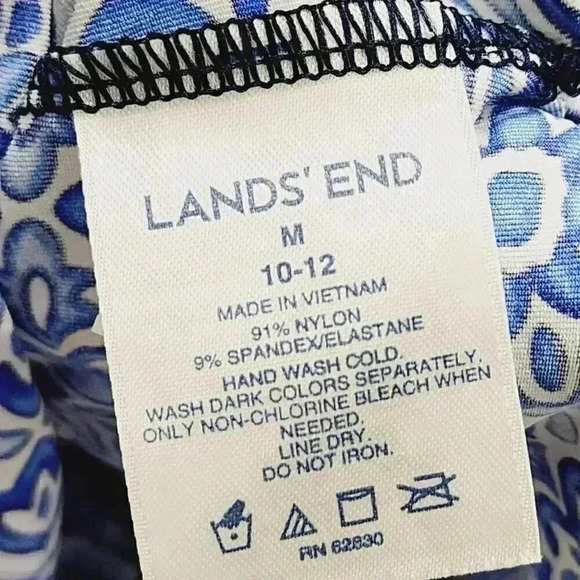 LANDS' END
M
10-12
MADE IN VIETNAM
91% NYLON
9% SPANDEX/ELASTANE
HAND WASH COLD.
WASH DARK COLORS SEPARATELY.
ONLY NON-CHLORINE BLEACH WHEN
NEEDED.
LINE DRY.
DO NOT IRON.
RN 62830